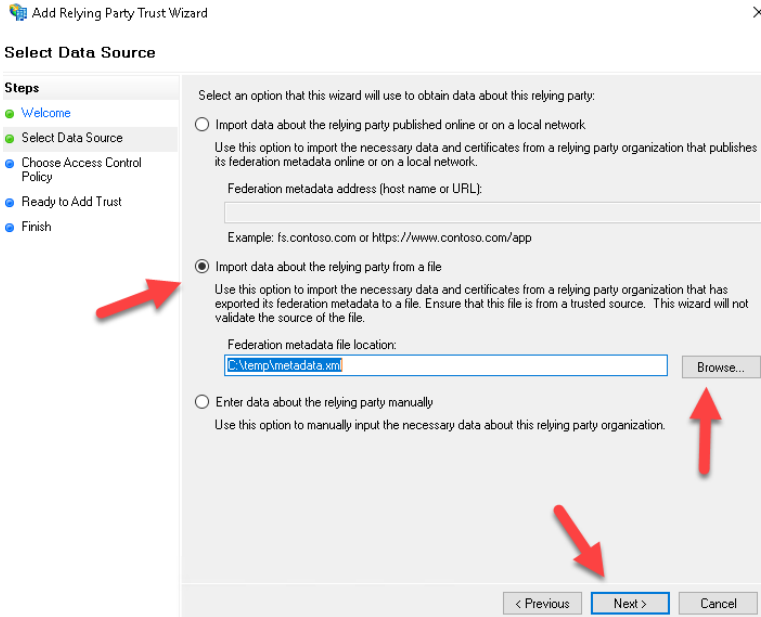 Add Relying Party Trust Wizard
Select Data Source
Steps
Welcome
Select Data Source
Choose Access Control
Policy
Ready to Add Trust
Finish
Select an option that this wizard will use to obtain data about this relying party:
Import data about the relying party published online or on a local network
Use this option to import the necessary data and certificates from a relying party organization that publishes
its federation metadata online or on a local network.
Federation metadata address (host name or URL):
Example: fs.contoso.com or https://www.contoso.com/app
Import data about the relying party from a file
Use this option to import the necessary data and certificates from a relying party organization that has
exported its federation metadata to a file. Ensure that this file is from a trusted source.  This wizard will not
validate the source of the file.
Federation metadata file location:
C:\temp\metadata.xml
Browse...
Enter data about the relying party manually
Use this option to manually input the necessary data about this relying party organization.
< Previous
Next >
Cancel